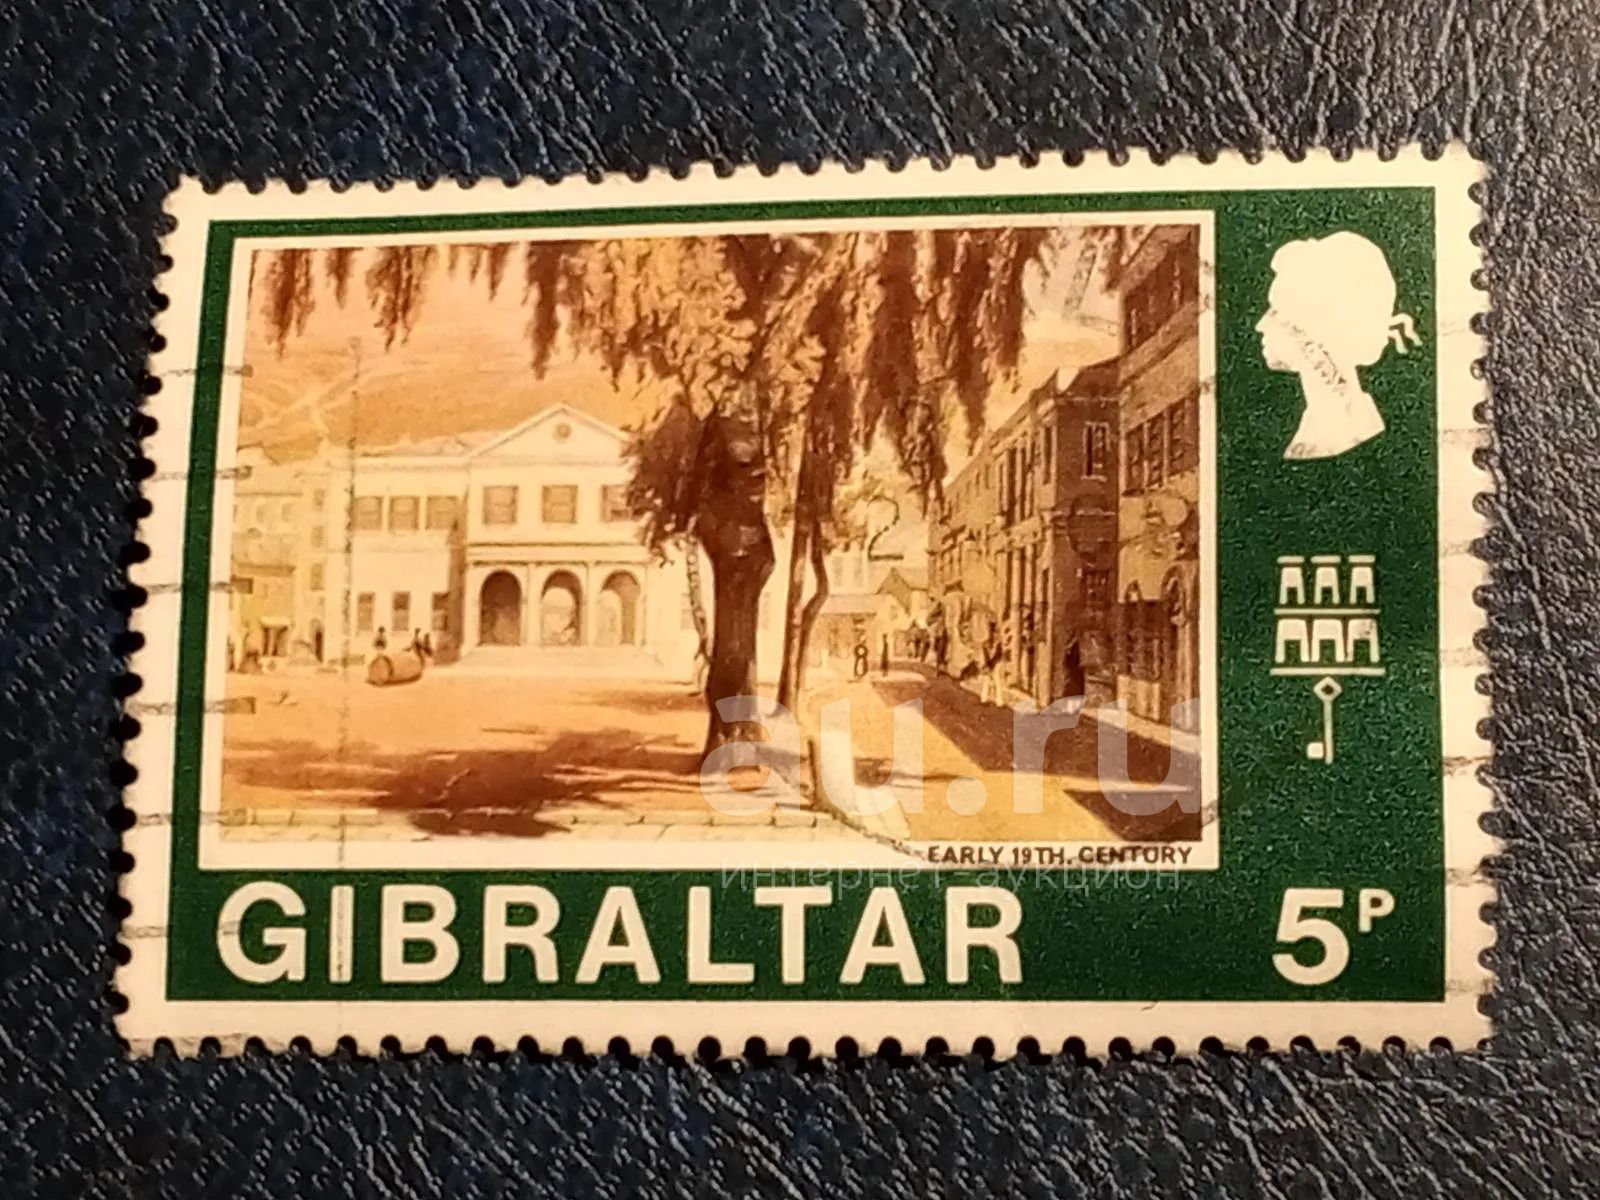 EARLY 19TH. CENTURY
GIBRALTAR 5P
au.ru
интернет-аукцион